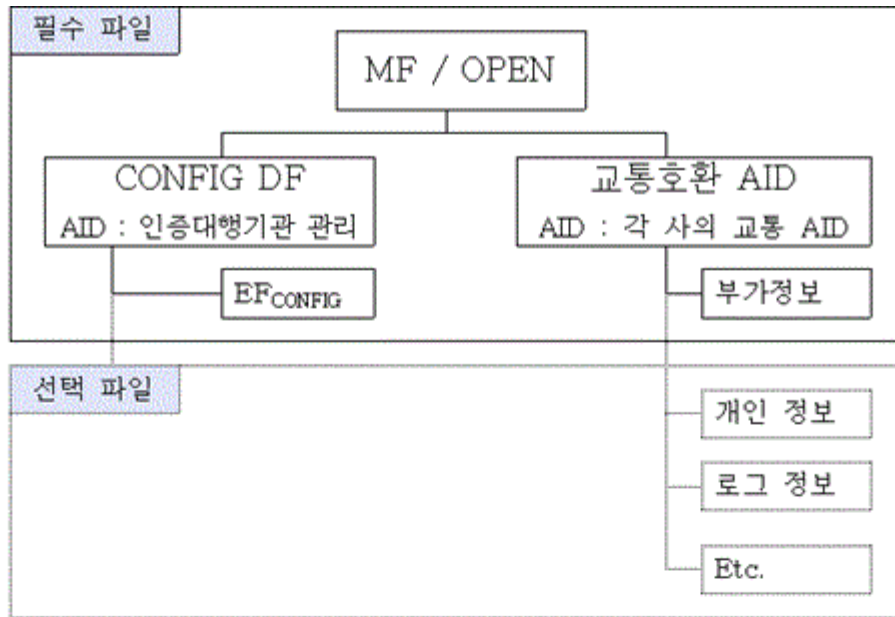 필수 파일
MF / OPEN
CONFIG DF
AID : 인증대행기관 관리
교통호환 AID
AID : 각 사의 교통 AID
EFCONFIG
부가정보
선택 파일
개인 정보
로그 정보
Etc.